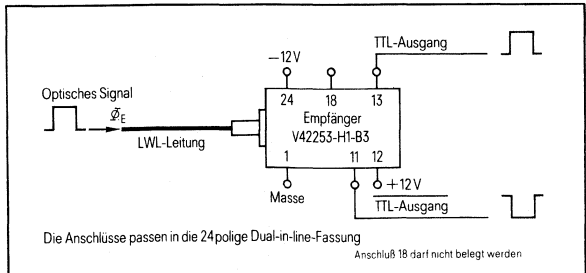 TTL-Ausgang
−12V
Optisches Signal
24 18 13
Φ_E
Empfänger
V42253-H1-B3
LWL-Leitung
1 11 12
+12V
Masse
TTL-Ausgang
Die Anschlüsse passen in die 24polige Dual-in-line-Fassung
Anschluß 18 darf nicht belegt werden